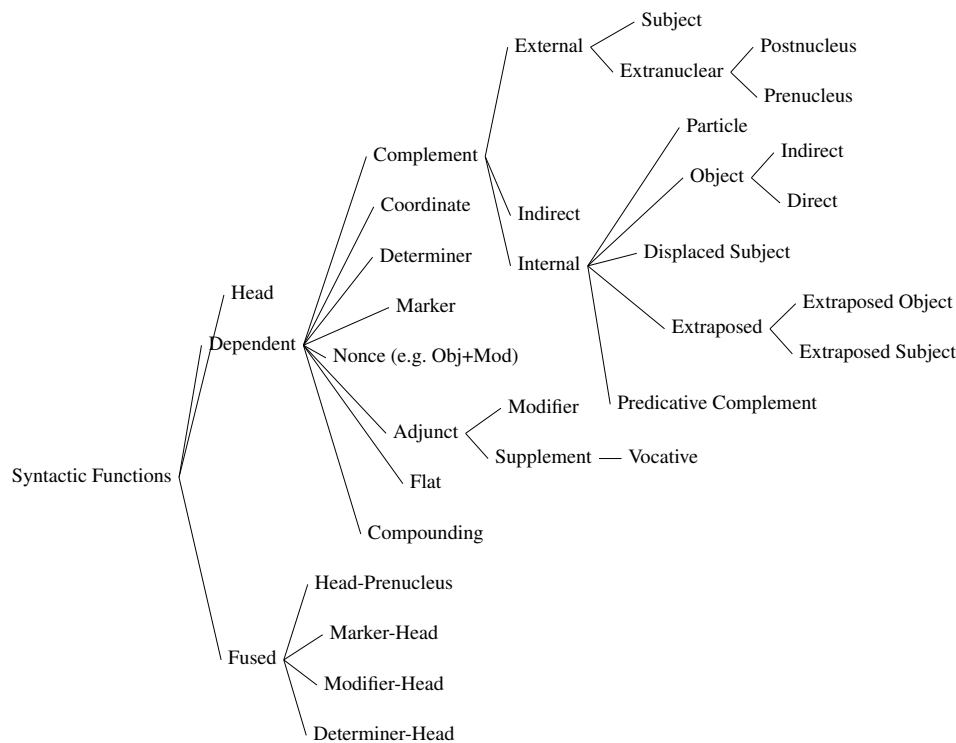 Subject
External
Postnucleus
Extranuclear
Prenucleus
Particle
Complement
Indirect
Object
Direct
Coordinate
Indirect
Displaced Subject
Determiner
Internal
Head
Extraposed Object
Marker
Extraposed
Dependent
Nonce (e.g. Obj+Mod)
Extraposed Subject
Predicative Complement
Modifier
Adjunct
Supplement
Vocative
Syntactic Functions
Flat
Compounding
Head-Prenucleus
Marker-Head
Fused
Modifier-Head
Determiner-Head